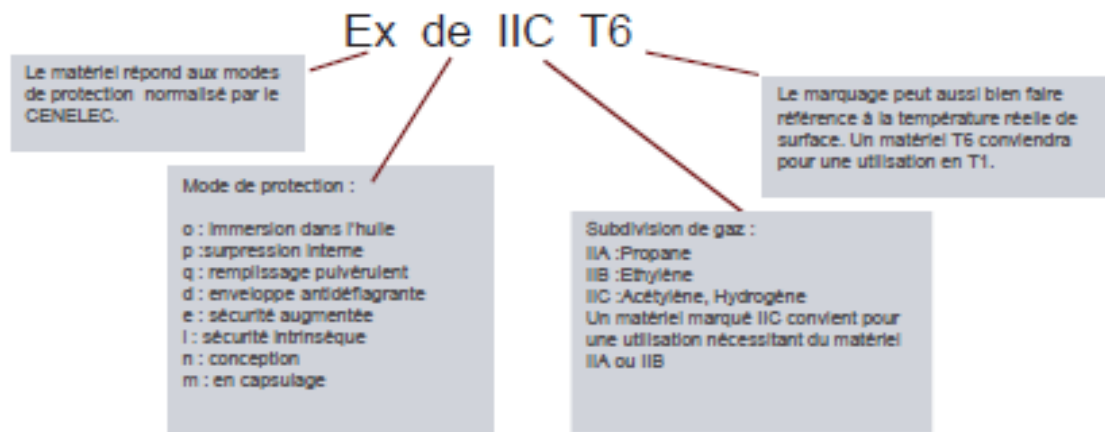 Ex de IIC T6
Le matériel répond aux modes
de protection normalisé par le
CENELEC.
Le marquage peut aussi bien faire
référence à la température réelle de
surface. Un matériel T6 conviendra
pour une utilisation en T1.
Mode de protection :
o : immersion dans l'huile
p :surpression interne
q : remplissage pulvérulent
d : enveloppe antidéflagrante
e : sécurité augmentée
i : sécurité intrinsèque
n : conception
m : en capsulage
Subdivision de gaz :
IIA :Propane
IIB :Ethylène
IIC :Acétylène, Hydrogène
Un matériel marqué IIC convient pour
une utilisation nécessitant du matériel
IIA ou IIB